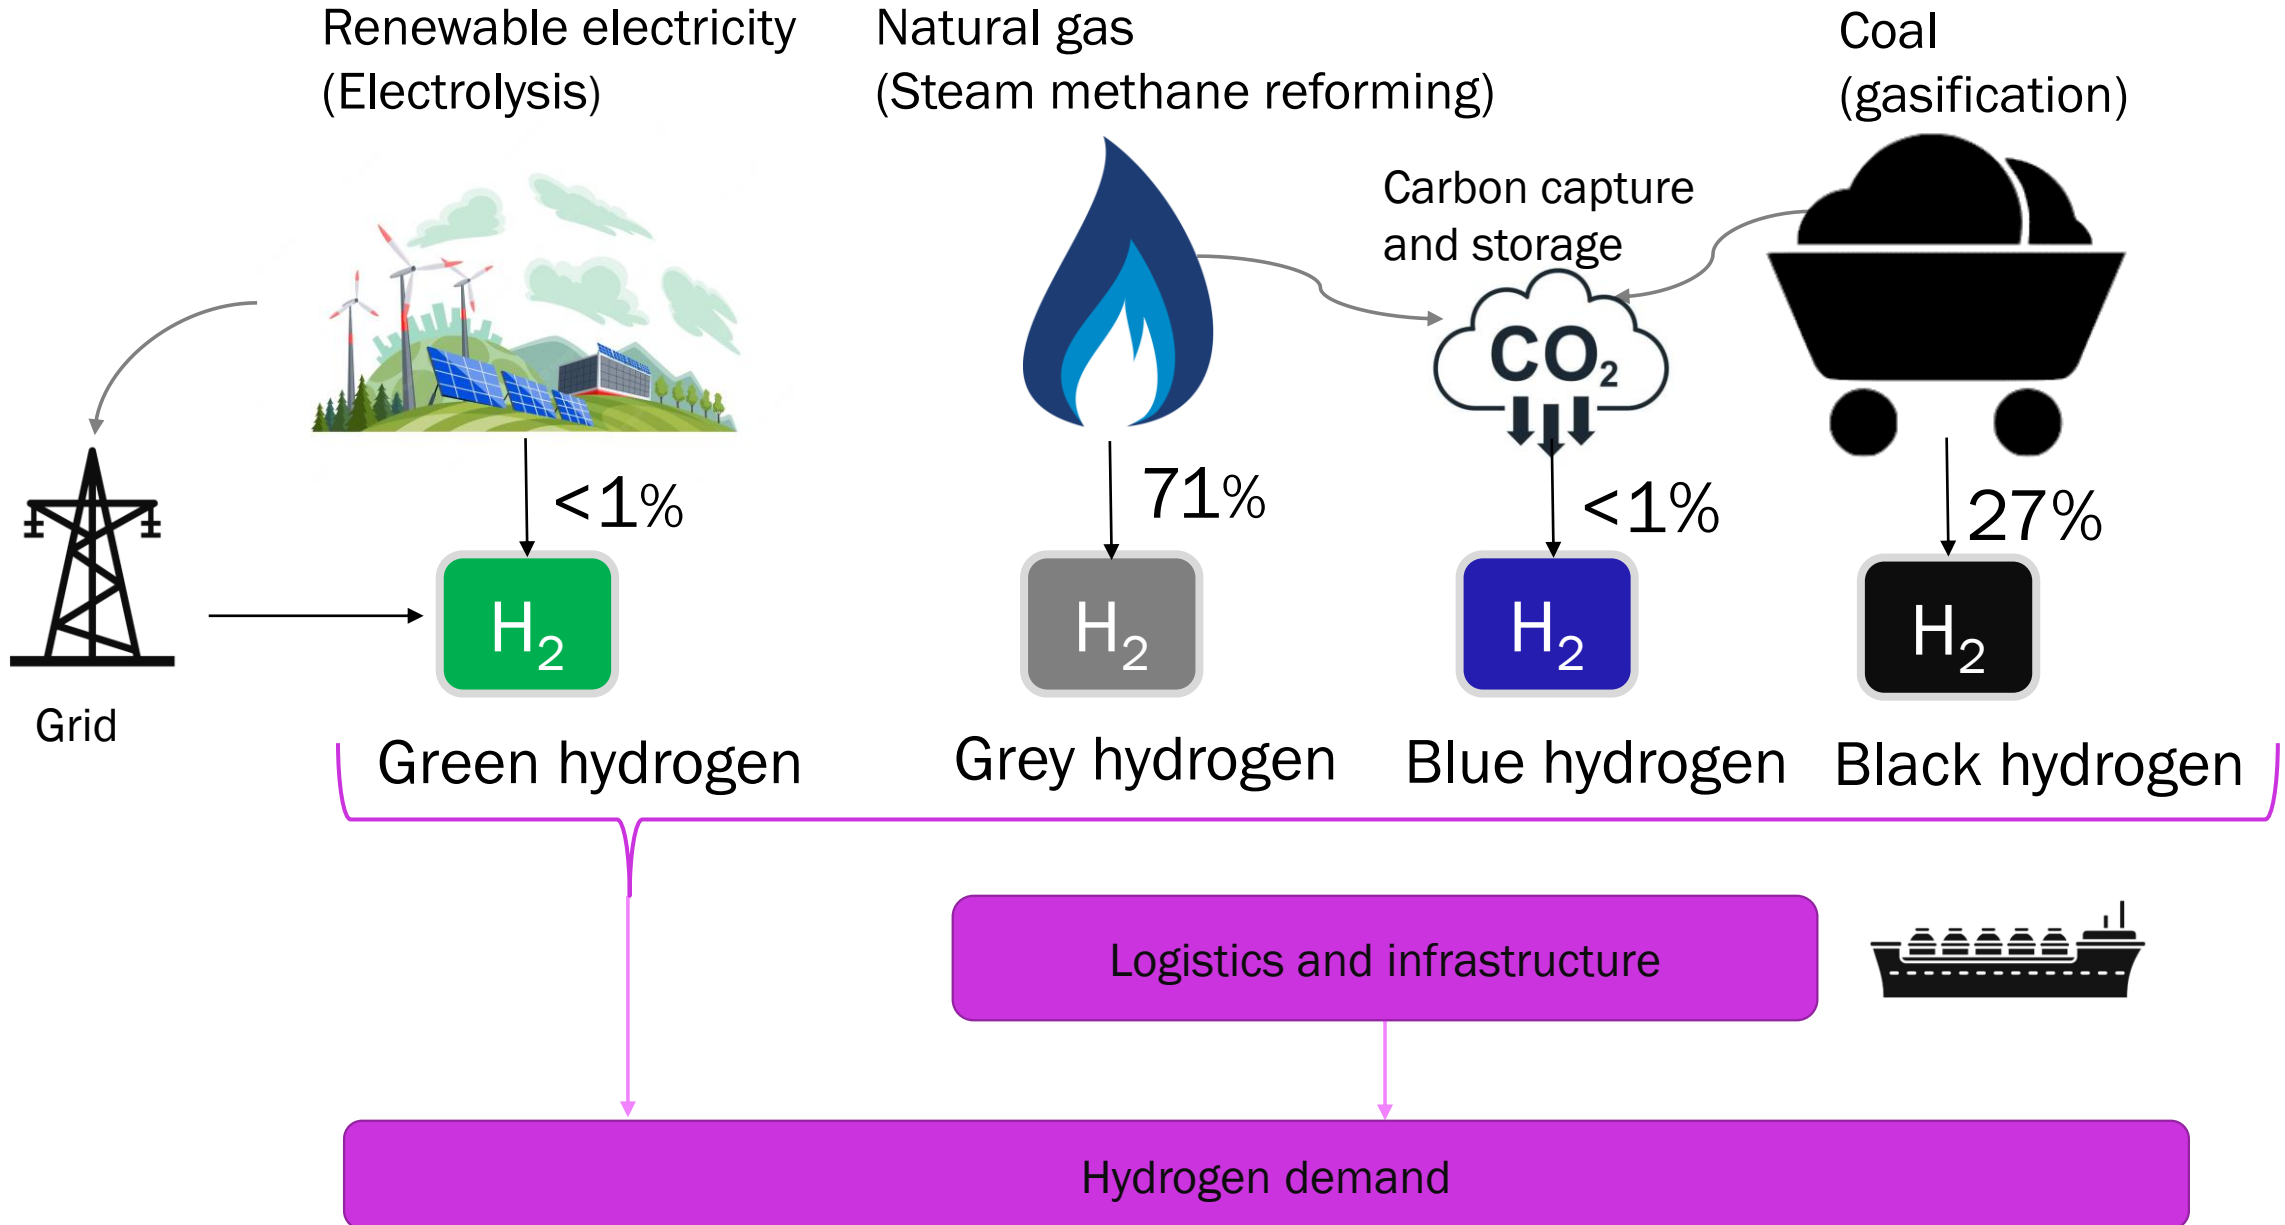 Renewable electricity
(Electrolysis)
Natural gas
(Steam methane reforming)
Coal
(gasification)
Carbon capture
and storage
CO₂
<1%
71%
<1%
27%
H₂
H₂
H₂
H₂
Grid
Green hydrogen
Grey hydrogen
Blue hydrogen
Black hydrogen
Logistics and infrastructure
Hydrogen demand